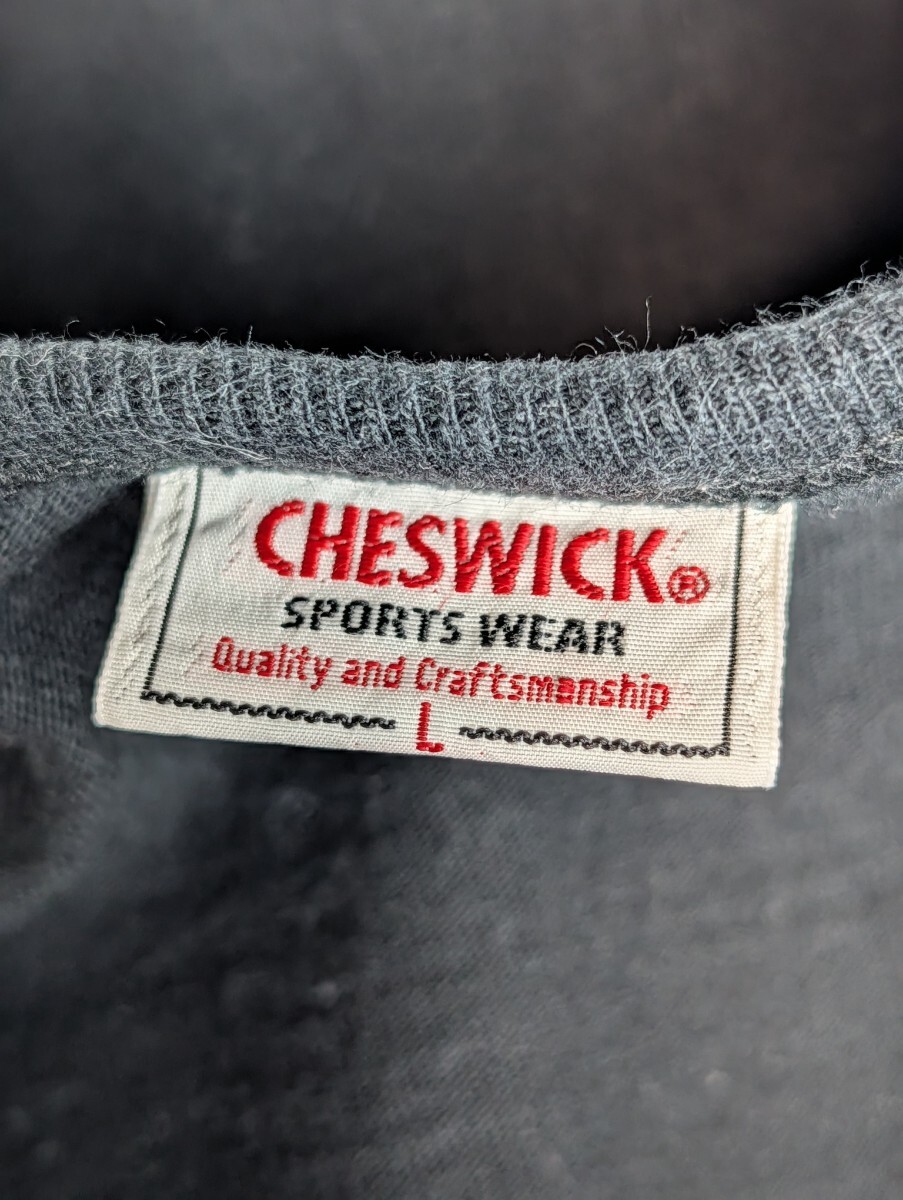 CHESWICK®
SPORTS WEAR
Quality and Craftsmanship
L